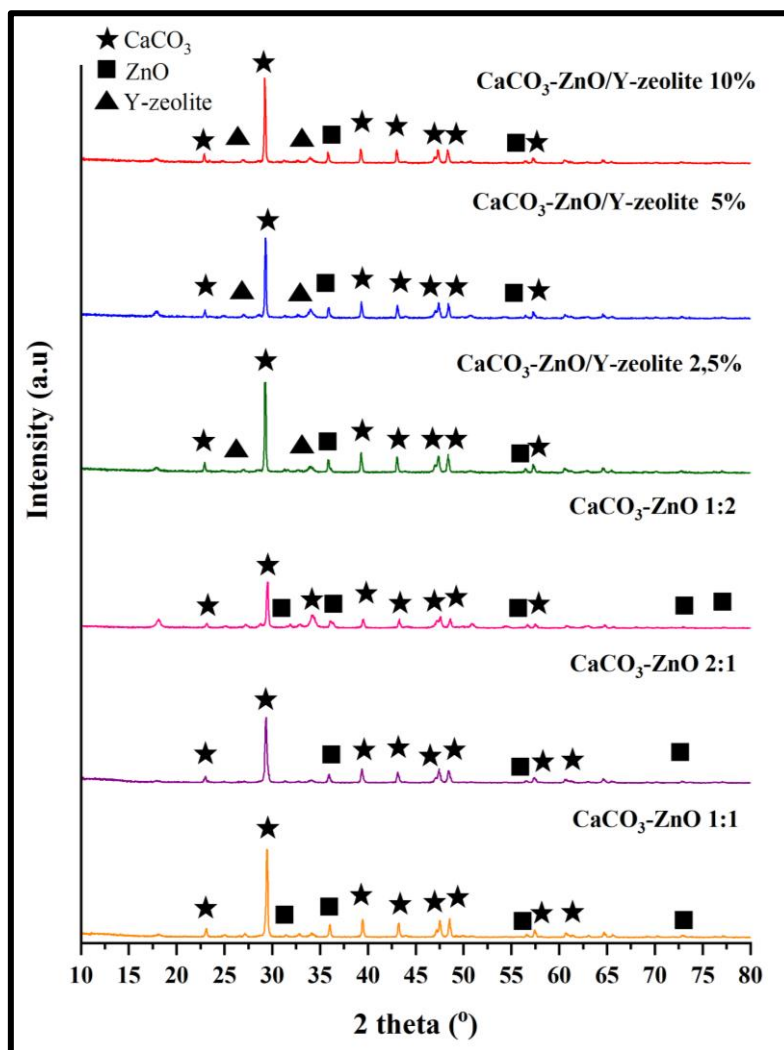 ★ CaCO₃
■ ZnO
▲ Y-zeolite
CaCO₃-ZnO/Y-zeolite 10%
CaCO₃-ZnO/Y-zeolite 5%
CaCO₃-ZnO/Y-zeolite 2,5%
CaCO₃-ZnO 1:2
CaCO₃-ZnO 2:1
CaCO₃-ZnO 1:1
Intensity (a.u)
10 15 20 25 30 35 40 45 50 55 60 65 70 75 80
2 theta (º)